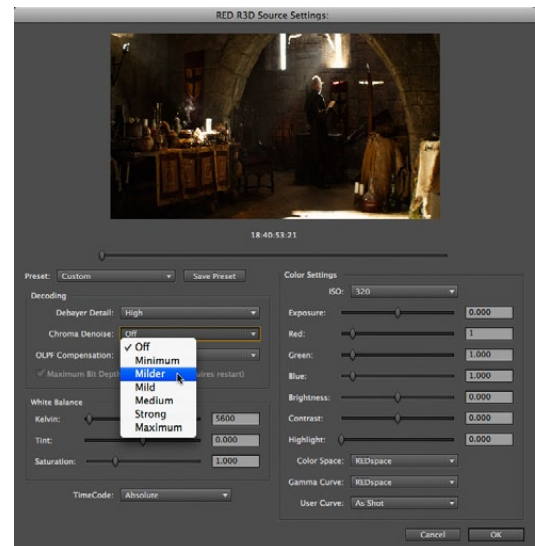 RED R3D Source Settings:
18:40:53:21
Preset: Custom Save Preset
Decoding
Debayer Detail: High
Chroma Denoise: Off
✓ Off
Minimum
Milder
Mild
Medium
Strong
Maximum
OLPF Compensation:
Maximum Bit Dept uires restart)
White Balance
Kelvin: 5600
Tint: 0.000
Saturation: 1.000
TimeCode: Absolute
Color Settings
ISO: 320
Exposure: 0.000
Red: 1
Green: 1.000
Blue: 1.000
Brightness: 0.000
Contrast: 0.000
Highlight: 0.000
Color Space: REDspace
Gamma Curve: REDspace
User Curve: As Shot
Cancel OK